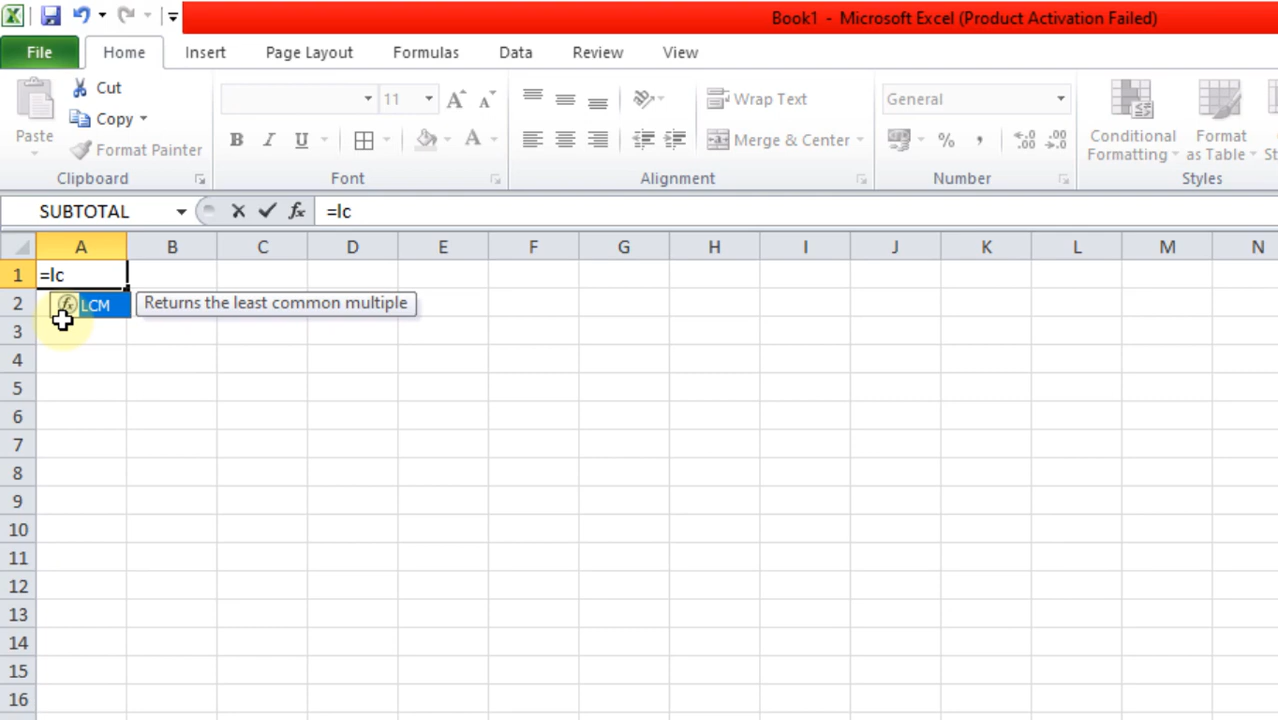 Book1 - Microsoft Excel (Product Activation Failed)
File Home Insert Page Layout Formulas Data Review View
Paste Cut Copy Format Painter
11
B I U A
Wrap Text
Merge & Center
General
%
Conditional Formatting
Format as Table
Clipboard Font Alignment Number Styles
SUBTOTAL fx =lc
A B C D E F G H I J K L M N
1 =lc
2 LCM Returns the least common multiple
3
4
5
6
7
8
9
10
11
12
13
14
15
16